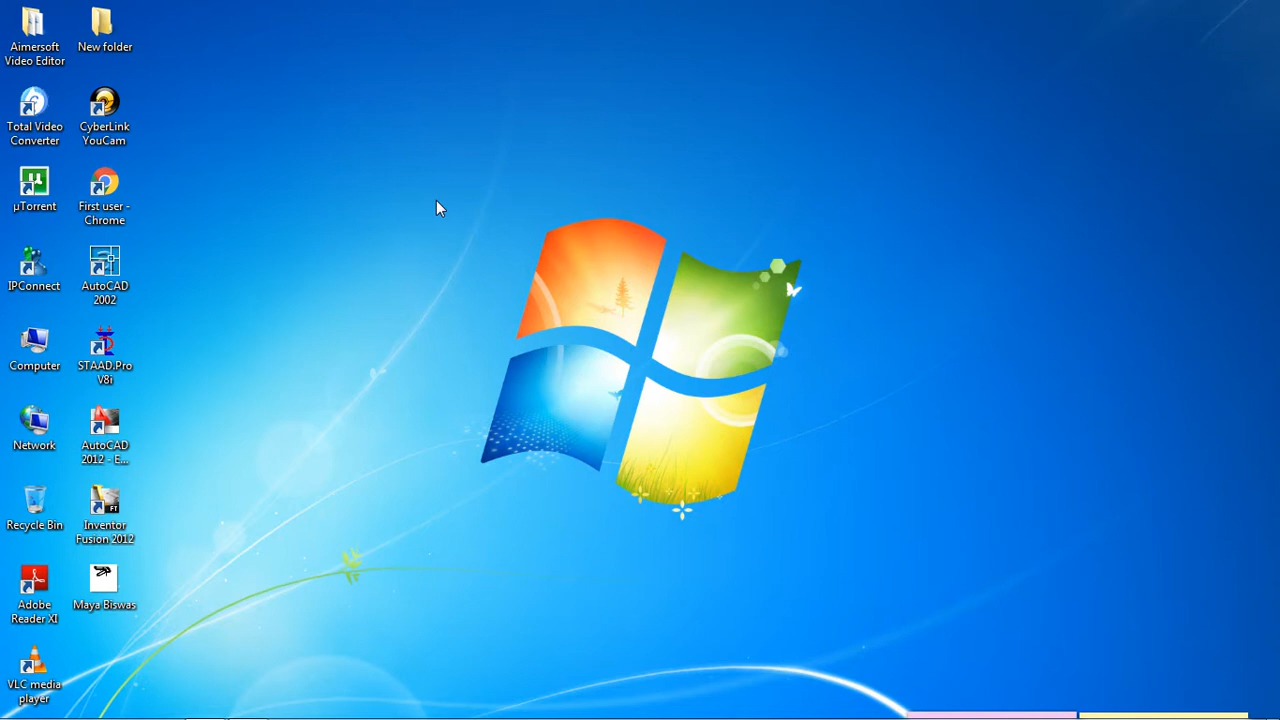 Aimersoft
Video Editor
New folder
Total Video
Converter
CyberLink
YouCam
µTorrent
First user -
Chrome
IPConnect
AutoCAD
2002
Computer
STAAD.Pro
V8i
Network
AutoCAD
2012 - E...
Recycle Bin
Inventor
Fusion 2012
Adobe
Reader XI
Maya Biswas
VLC media
player